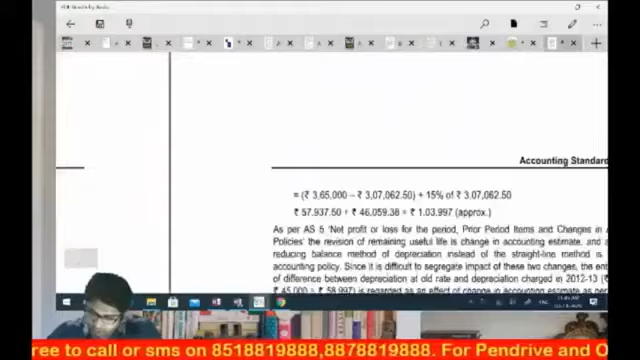 Accounting Standard
= (₹ 3,65,000 – ₹ 3,07,062.50) + 15% of ₹ 3,07,062.50
₹ 57,937.50 + ₹ 46,059.38 = ₹ 1,03,997 (approx.)
As per AS 5 'Net profit or loss for the period, Prior Period Items and Changes in A
Policies' the revision of remaining useful life is change in accounting estimate, and a
reducing balance method of depreciation instead of the straight-line method is
accounting policy. Since it is difficult to segregate impact of these two changes, the ent
of difference between depreciation at old rate and depreciation charged in 2012-13 (₹
₹ 45,000 = ₹ 58,997) is regarded as an effect of change in accounting estimate as per
ENG
ree to call or sms on 8518819888,8878819888. For Pendrive and O